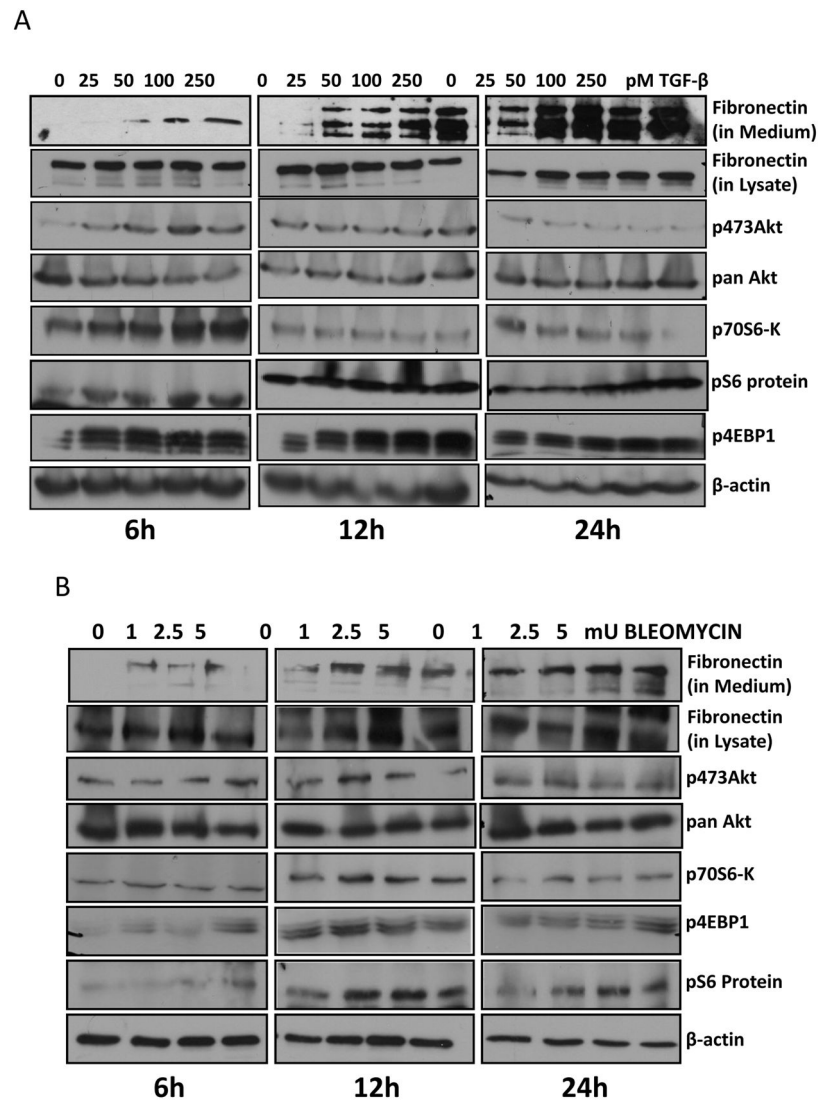 A
0 25 50 100 250 0 25 50 100 250 0 25 50 100 250 pM TGF-β
Fibronectin
(in Medium)
Fibronectin
(in Lysate)
p473Akt
pan Akt
p70S6-K
pS6 protein
p4EBP1
β-actin
6h 12h 24h
B
0 1 2.5 5 0 1 2.5 5 0 1 2.5 5 mU BLEOMYCIN
Fibronectin
(in Medium)
Fibronectin
(in Lysate)
p473Akt
pan Akt
p70S6-K
p4EBP1
pS6 Protein
β-actin
6h 12h 24h